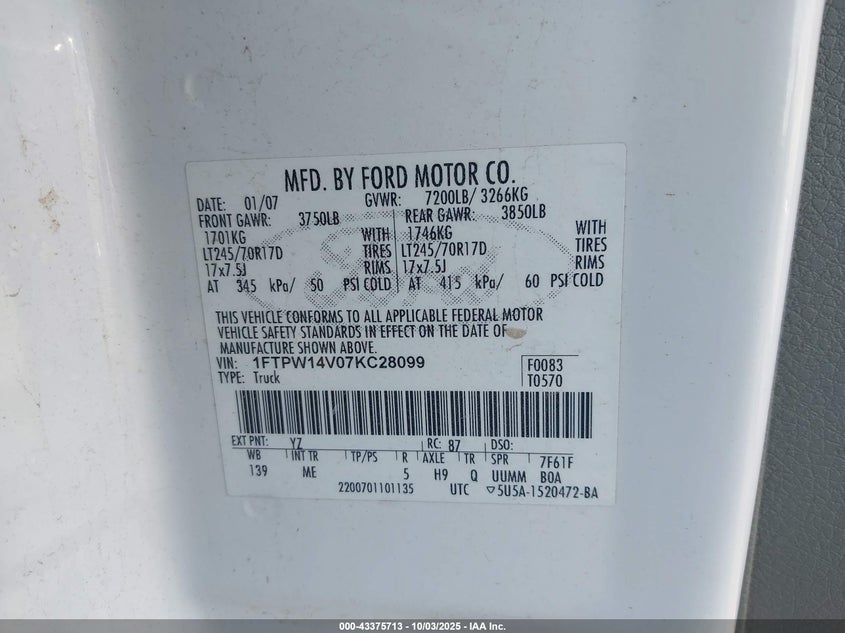 MFD. BY FORD MOTOR CO.
DATE: 01/07 GVWR: 7200LB/ 3266KG
FRONT GAWR: 3750LB REAR GAWR: 3850LB
1701KG WITH 1746KG WITH
LT245/70R17D TIRES LT245/70R17D TIRES
17x7.5J RIMS 17x7.5J RIMS
AT 345 kPa/ 50 PSI COLD AT 415 kPa/ 60 PSI COLD
THIS VEHICLE CONFORMS TO ALL APPLICABLE FEDERAL MOTOR
VEHICLE SAFETY STANDARDS IN EFFECT ON THE DATE OF
MANUFACTURE SHOWN ABOVE.
VIN: 1FTPW14V07KC28099 F0083
TYPE: Truck T0570
EXT PNT: YZ RC: 87 DSO:
WB INT TR TP/PS R AXLE TR SPR 7F61F
139 ME 5 H9 Q UUMM BOA
2200701101135 UTC ▽5U5A-1520472-BA
000-43375713 - 10/03/2025 - IAA Inc.